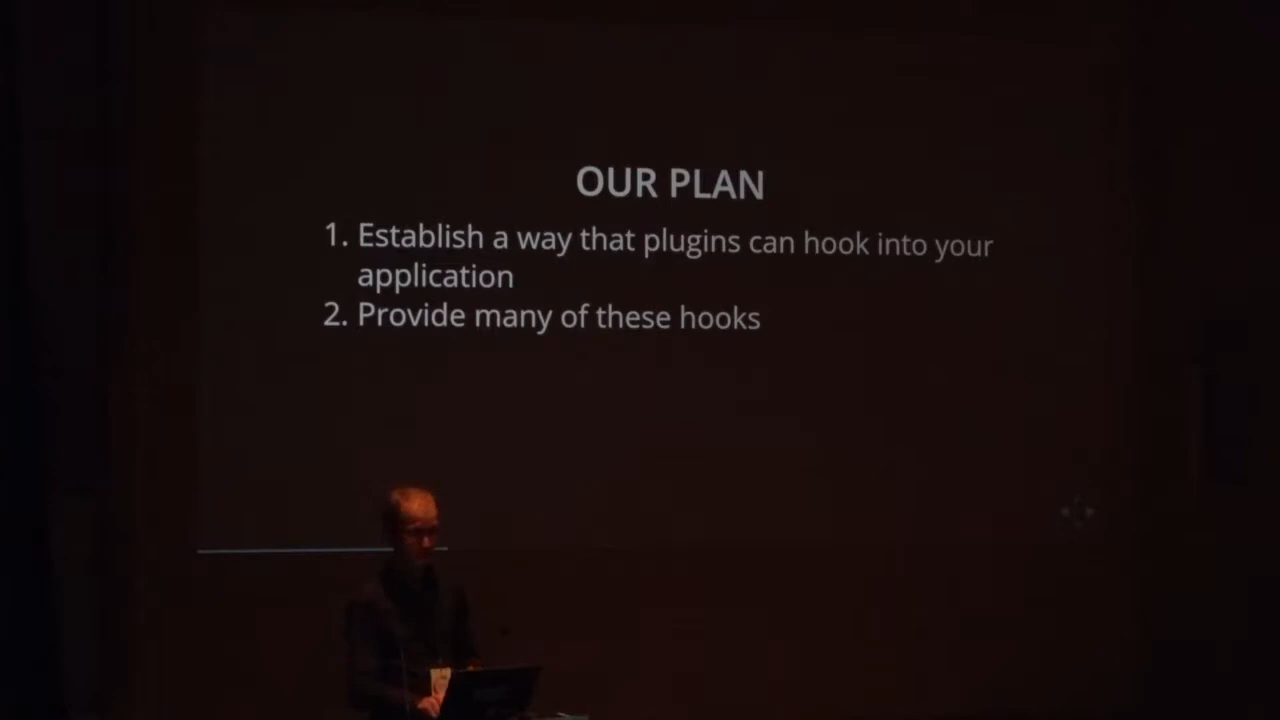 OUR PLAN
1. Establish a way that plugins can hook into your
application
2. Provide many of these hooks